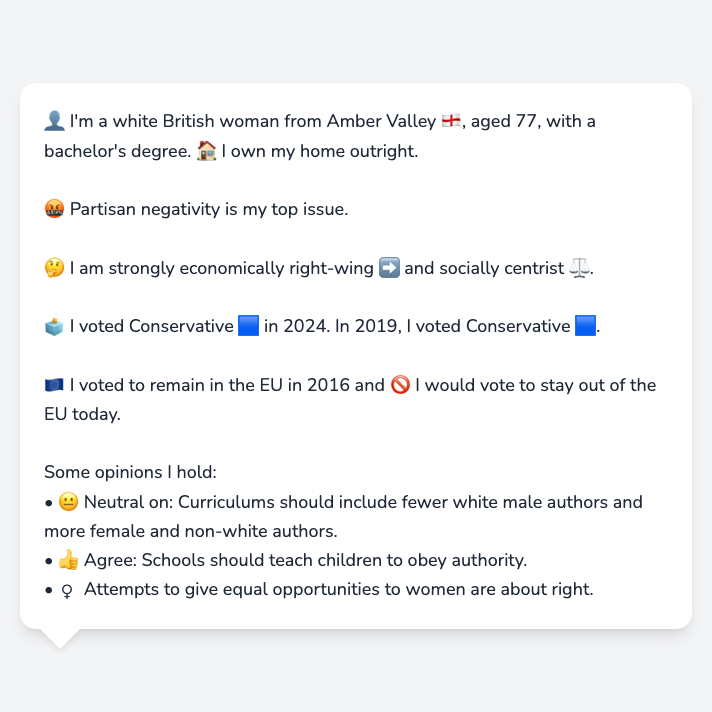 👤 I'm a white British woman from Amber Valley 🏴󠁧󠁢󠁥󠁮󠁧󠁿, aged 77, with a
bachelor's degree. 🏠 I own my home outright.
🤬 Partisan negativity is my top issue.
🤔 I am strongly economically right-wing ➡️ and socially centrist ⚖️.
🗳️ I voted Conservative 🟦 in 2024. In 2019, I voted Conservative 🟦.
🇪🇺 I voted to remain in the EU in 2016 and 🚫 I would vote to stay out of the
EU today.
Some opinions I hold:
• 😐 Neutral on: Curriculums should include fewer white male authors and
more female and non-white authors.
• 👍 Agree: Schools should teach children to obey authority.
• ♀ Attempts to give equal opportunities to women are about right.